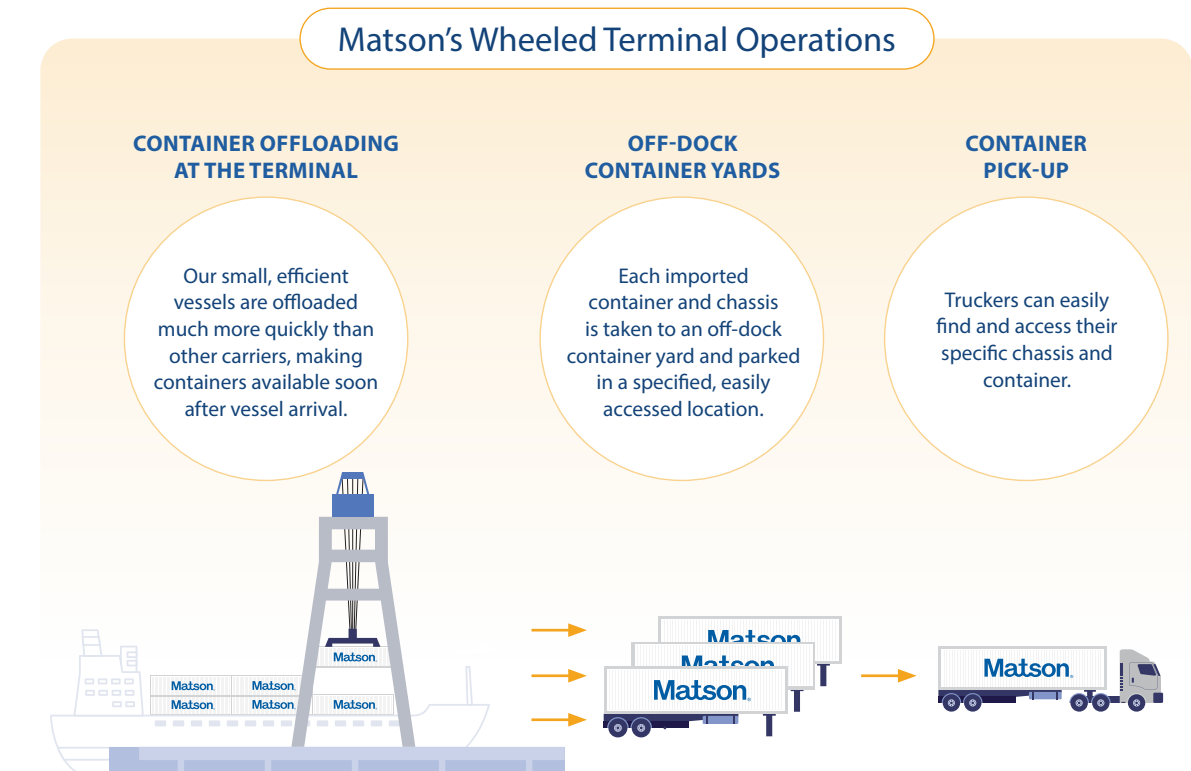 Matson’s Wheeled Terminal Operations
CONTAINER OFFLOADING
AT THE TERMINAL
Our small, efficient
vessels are offloaded
much more quickly than
other carriers, making
containers available soon
after vessel arrival.
OFF-DOCK
CONTAINER YARDS
Each imported
container and chassis
is taken to an off-dock
container yard and parked
in a specified, easily
accessed location.
CONTAINER
PICK-UP
Truckers can easily
find and access their
specific chassis and
container.
Matson
Matson Matson
Matson Matson Matson
Matson
Matson
Matson®
Matson®